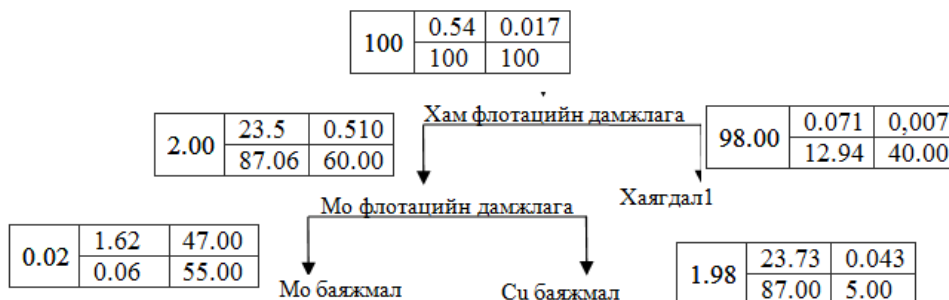 100 0.54 0.017
100 100
Хам флотацийн дамжлага
2.00 23.5 0.510
87.06 60.00
98.00 0.071 0,007
12.94 40.00
Хаягдал1
Мо флотацийн дамжлага
0.02 1.62 47.00
0.06 55.00
Мо баяжмал
Cu баяжмал
1.98 23.73 0.043
87.00 5.00